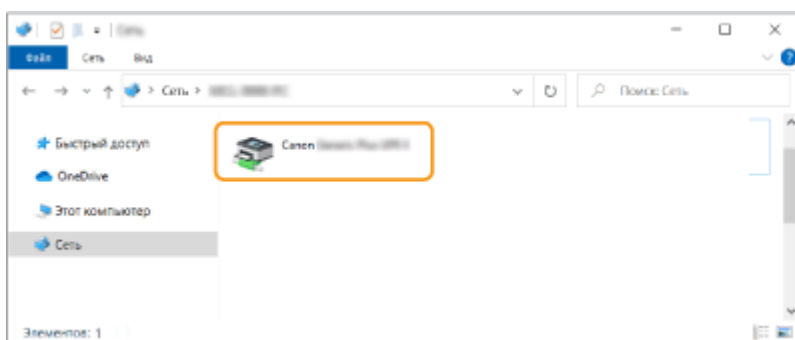 Файл Сеть Вид
Сеть
Поиск: Сеть
Быстрый доступ
Canon
OneDrive
Этот компьютер
Сеть
Элементов: 1